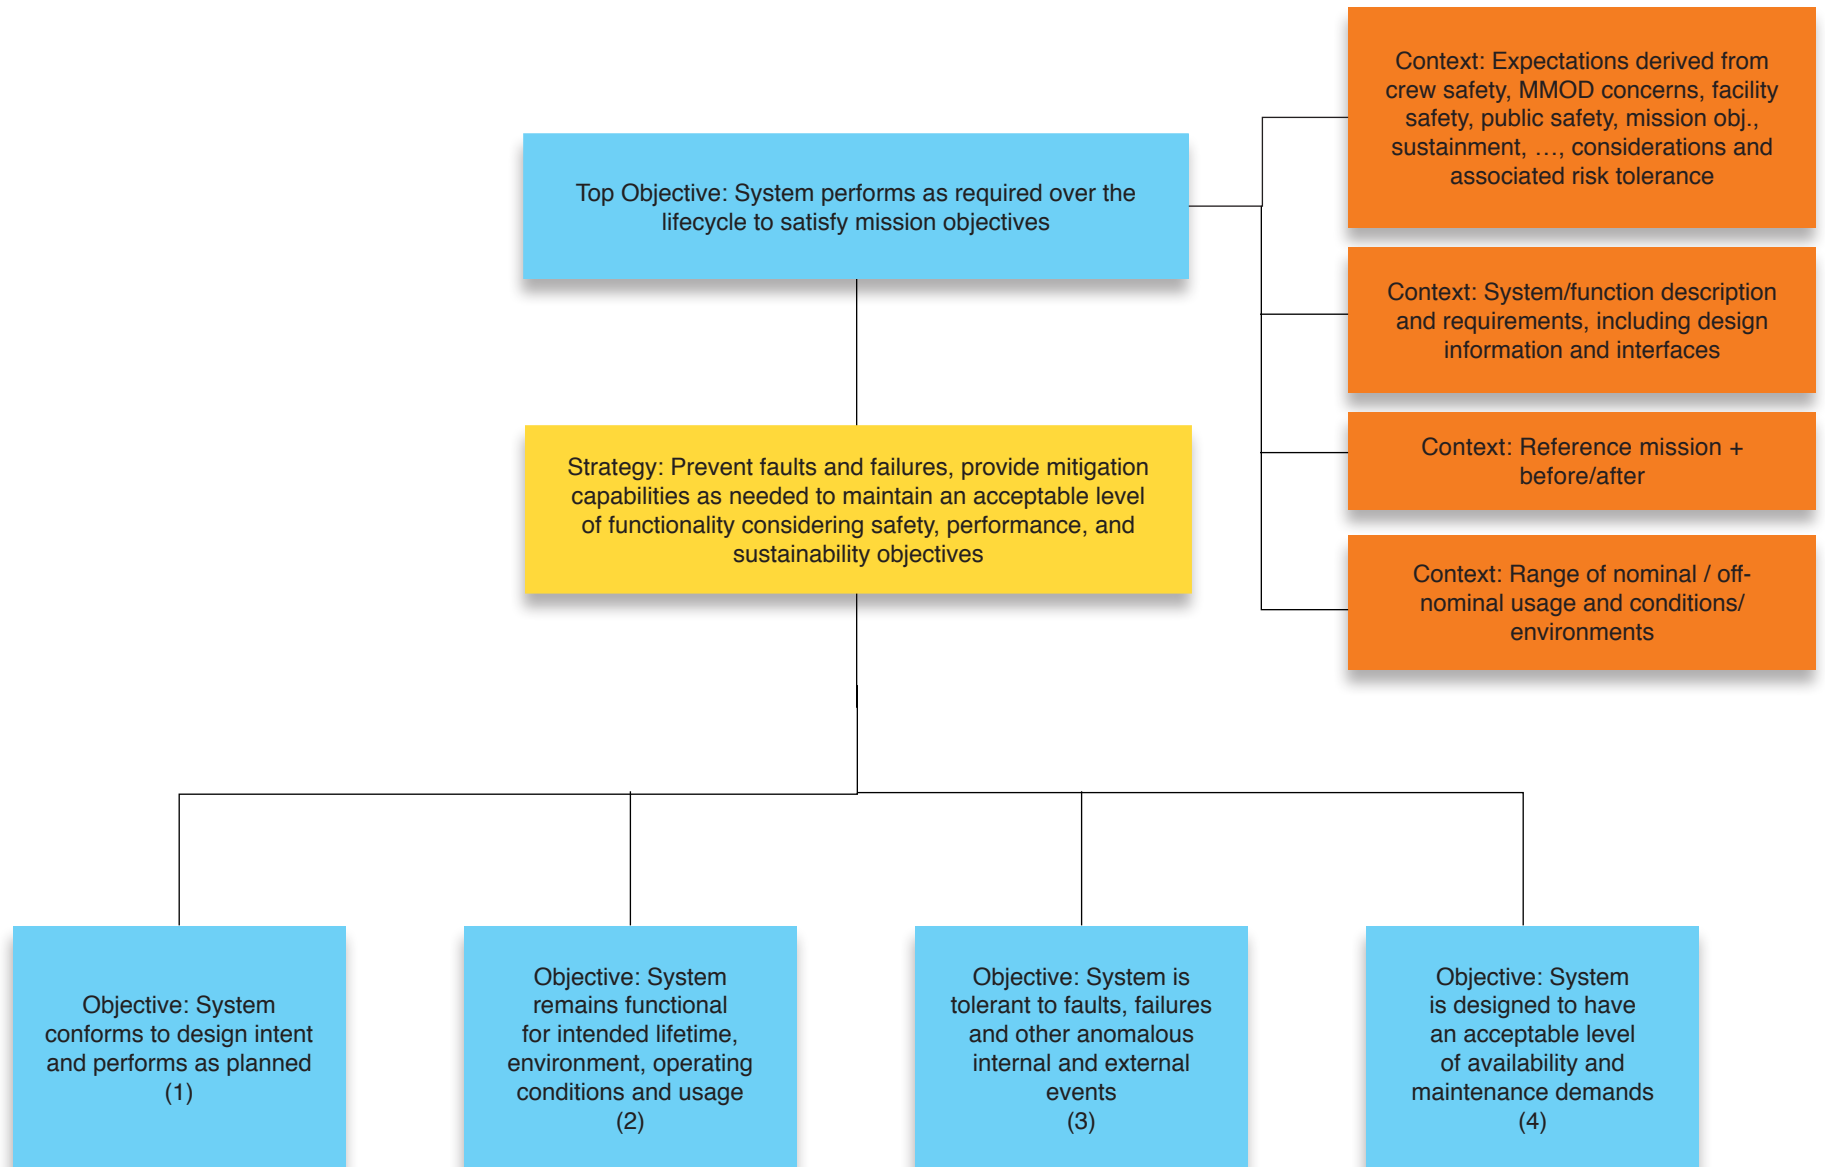 Context: Expectations derived from
crew safety, MMOD concerns, facility
safety, public safety, mission obj.,
sustainment, …, considerations and
associated risk tolerance
Top Objective: System performs as required over the
lifecycle to satisfy mission objectives
Context: System/function description
and requirements, including design
information and interfaces
Context: Reference mission +
before/after
Strategy: Prevent faults and failures, provide mitigation
capabilities as needed to maintain an acceptable level
of functionality considering safety, performance, and
sustainability objectives
Context: Range of nominal / off-
nominal usage and conditions/
environments
Objective: System
conforms to design intent
and performs as planned
(1)
Objective: System
remains functional
for intended lifetime,
environment, operating
conditions and usage
(2)
Objective: System is
tolerant to faults, failures
and other anomalous
internal and external
events
(3)
Objective: System
is designed to have
an acceptable level
of availability and
maintenance demands
(4)